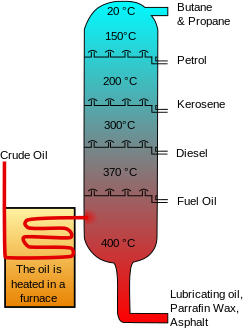 20 °C
Butane
& Propane
150°C
Petrol
200 °C
Kerosene
300°C
Diesel
370 °C
Fuel Oil
400 °C
Crude Oil
The oil is
heated in a
furnace
Lubricating oil,
Parrafin Wax,
Asphalt